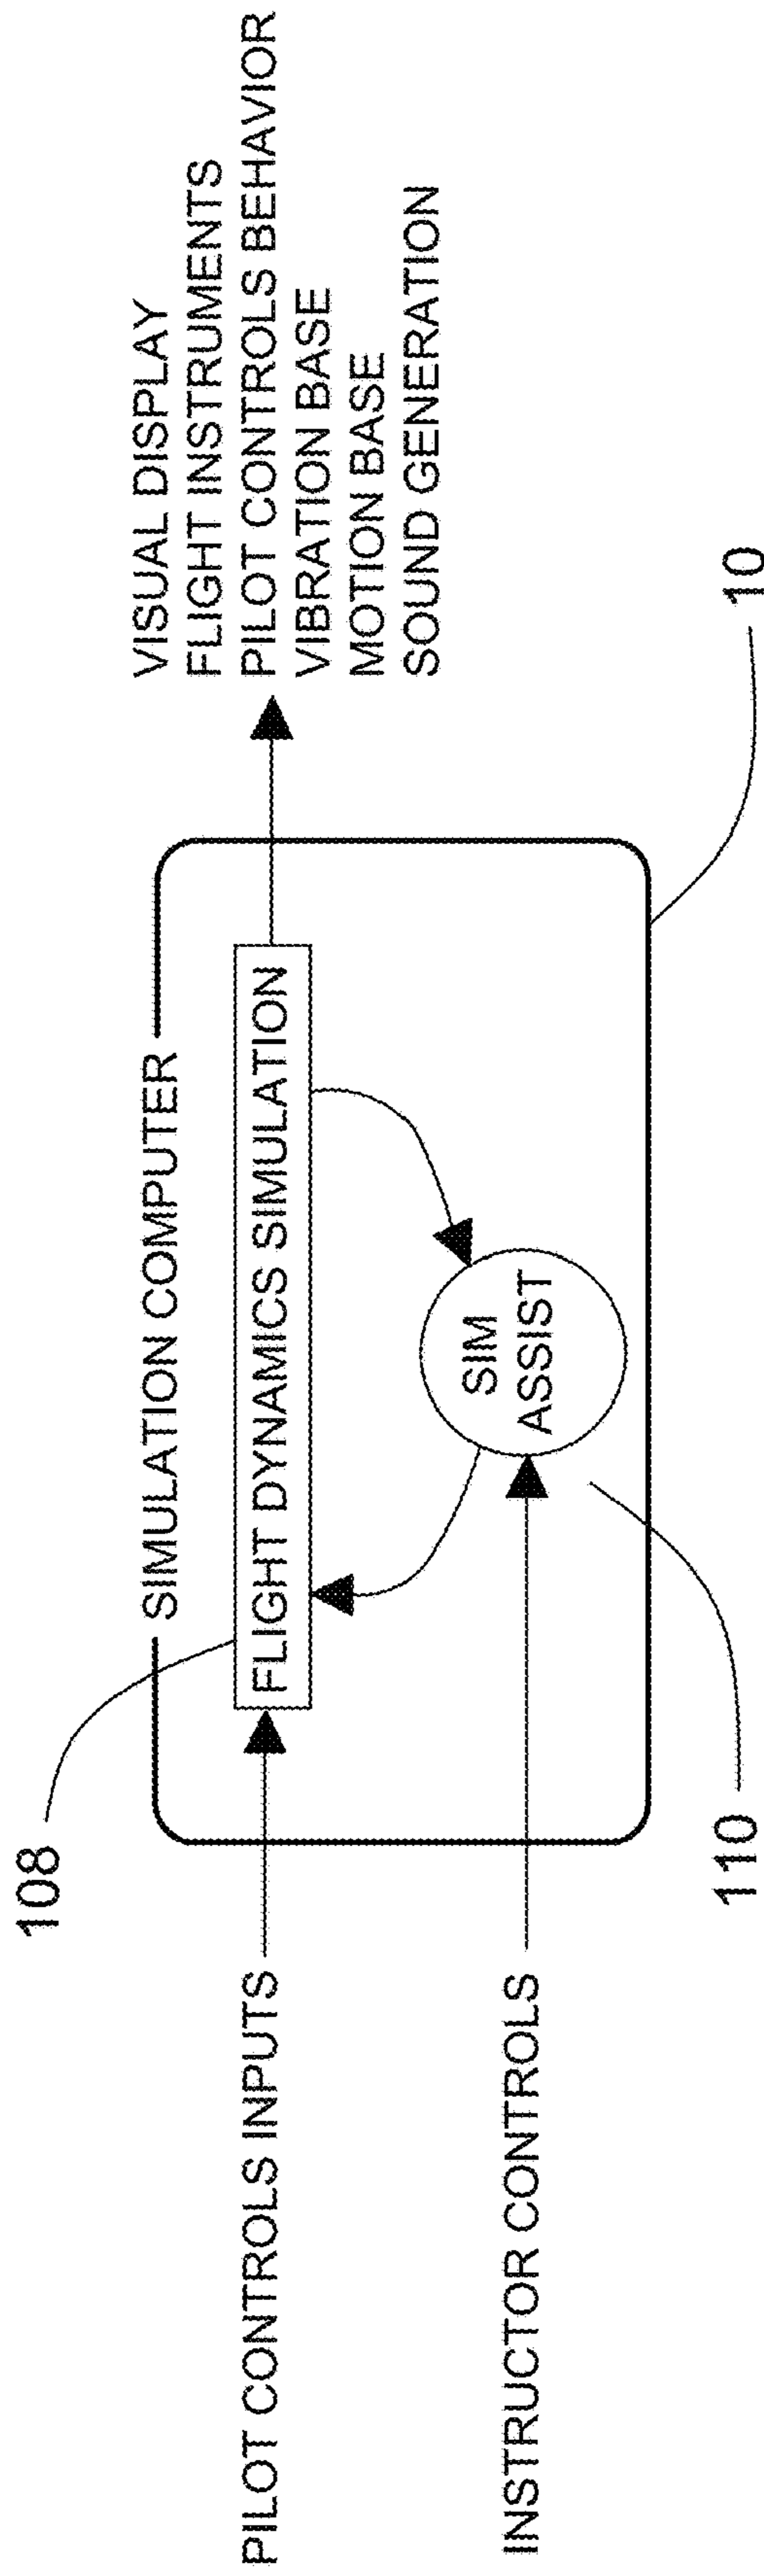 PILOT CONTROLS INPUTS
INSTRUCTOR CONTROLS
108
SIMULATION COMPUTER
FLIGHT DYNAMICS SIMULATION
SIM
ASSIST
110
10
VISUAL DISPLAY
FLIGHT INSTRUMENTS
PILOT CONTROLS BEHAVIOR
VIBRATION BASE
MOTION BASE
SOUND GENERATION